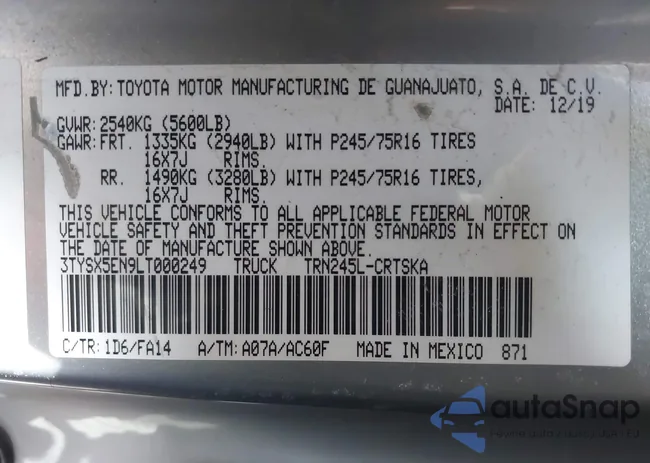 MFD.BY: TOYOTA MOTOR MANUFACTURING DE GUANAJUATO, S.A. DE C.V.
DATE: 12/19
GVWR: 2540KG (5600LB)
GAWR: FRT. 1335KG (2940LB) WITH P245/75R16 TIRES
16X7J RIMS.
RR. 1490KG (3280LB) WITH P245/75R16 TIRES,
16X7J RIMS.
THIS VEHICLE CONFORMS TO ALL APPLICABLE FEDERAL MOTOR
VEHICLE SAFETY AND THEFT PREVENTION STANDARDS IN EFFECT ON
THE DATE OF MANUFACTURE SHOWN ABOVE.
3TYSX5EN9LT000249 TRUCK TRN245L-CRTSKA
C/TR: 1D6/FA14 A/TM: A07A/AC60F MADE IN MEXICO 871
autoSnap